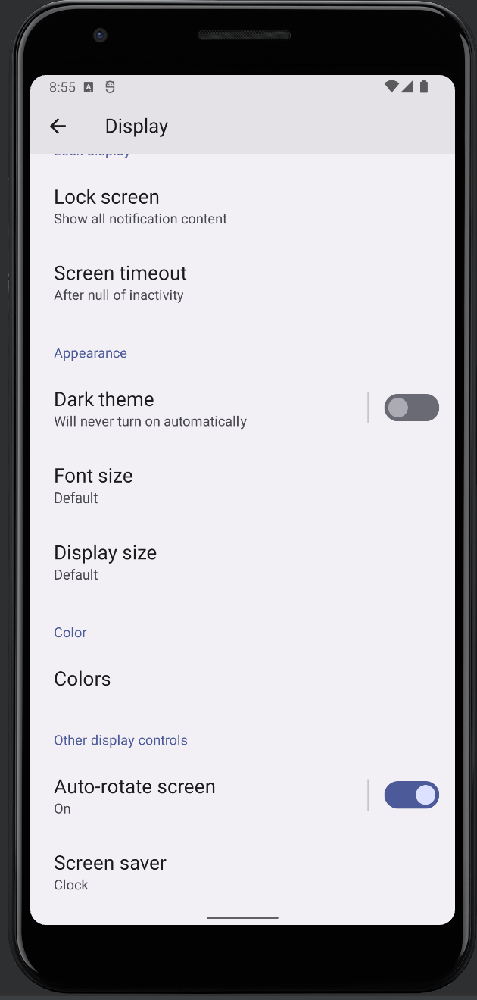 8:55
Display
Lock display
Lock screen
Show all notification content
Screen timeout
After null of inactivity
Appearance
Dark theme
Will never turn on automatically
Font size
Default
Display size
Default
Color
Colors
Other display controls
Auto-rotate screen
On
Screen saver
Clock